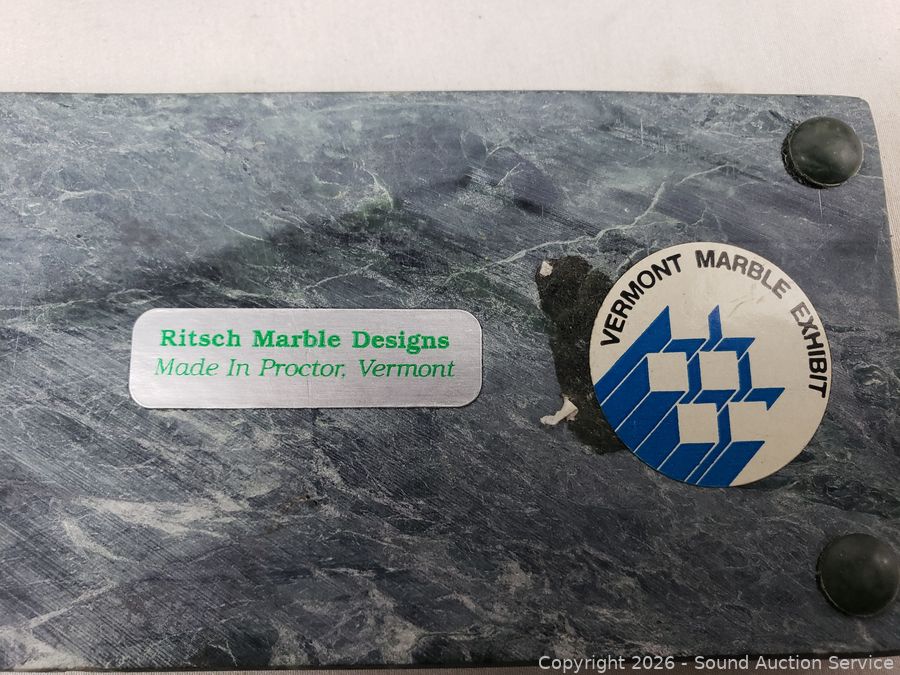 Ritsch Marble Designs
Made In Proctor, Vermont
VERMONT MARBLE EXHIBIT
Copyright 2026 - Sound Auction Service